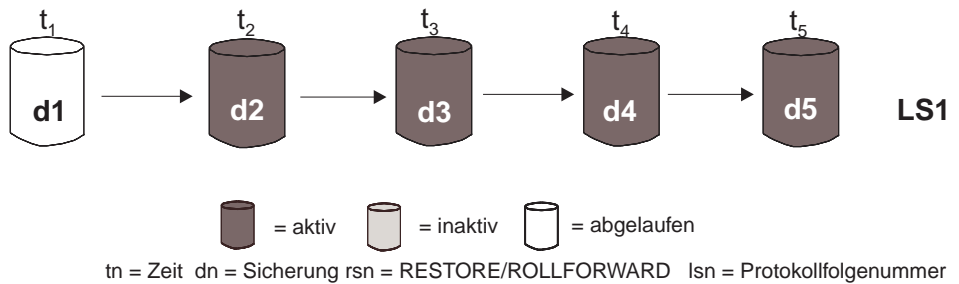 t1 t2 t3 t4 t5
d1 d2 d3 d4 d5 LS1
= aktiv = inaktiv = abgelaufen
tn = Zeit dn = Sicherung rsn = RESTORE/ROLLFORWARD lsn = Protokollfolgenummer